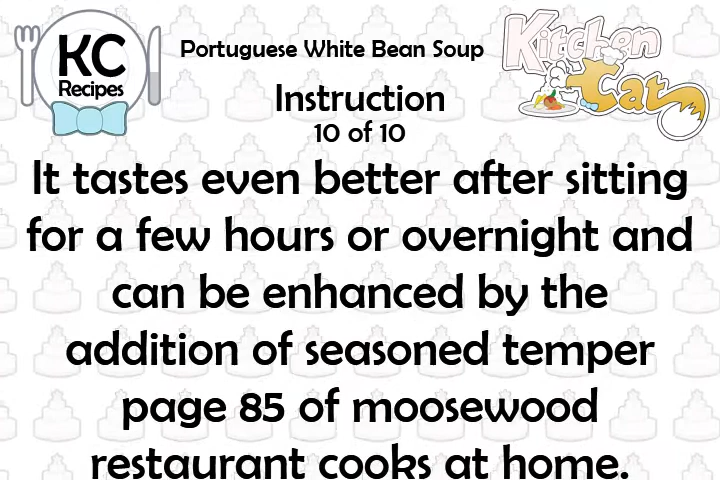 KC
Recipes
Portuguese White Bean Soup
Kitchen
Cat
Instruction
10 of 10
It tastes even better after sitting
for a few hours or overnight and
can be enhanced by the
addition of seasoned temper
page 85 of moosewood
restaurant cooks at home.